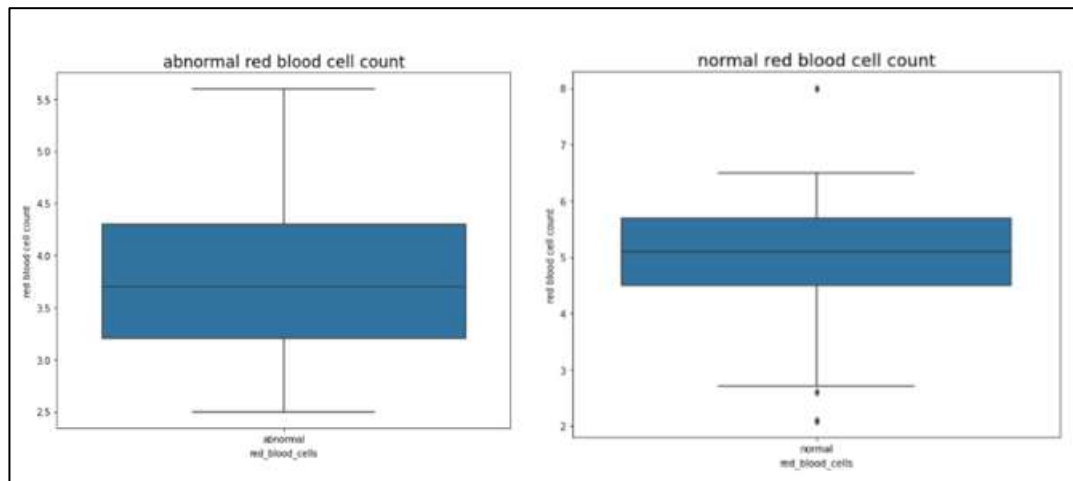 abnormal red blood cell count
red blood cell count
5.5
5.0
4.5
4.0
3.5
3.0
2.5
abnormal
red_blood_cells
normal red blood cell count
red blood cell count
8
7
6
5
4
3
2
normal
red_blood_cells